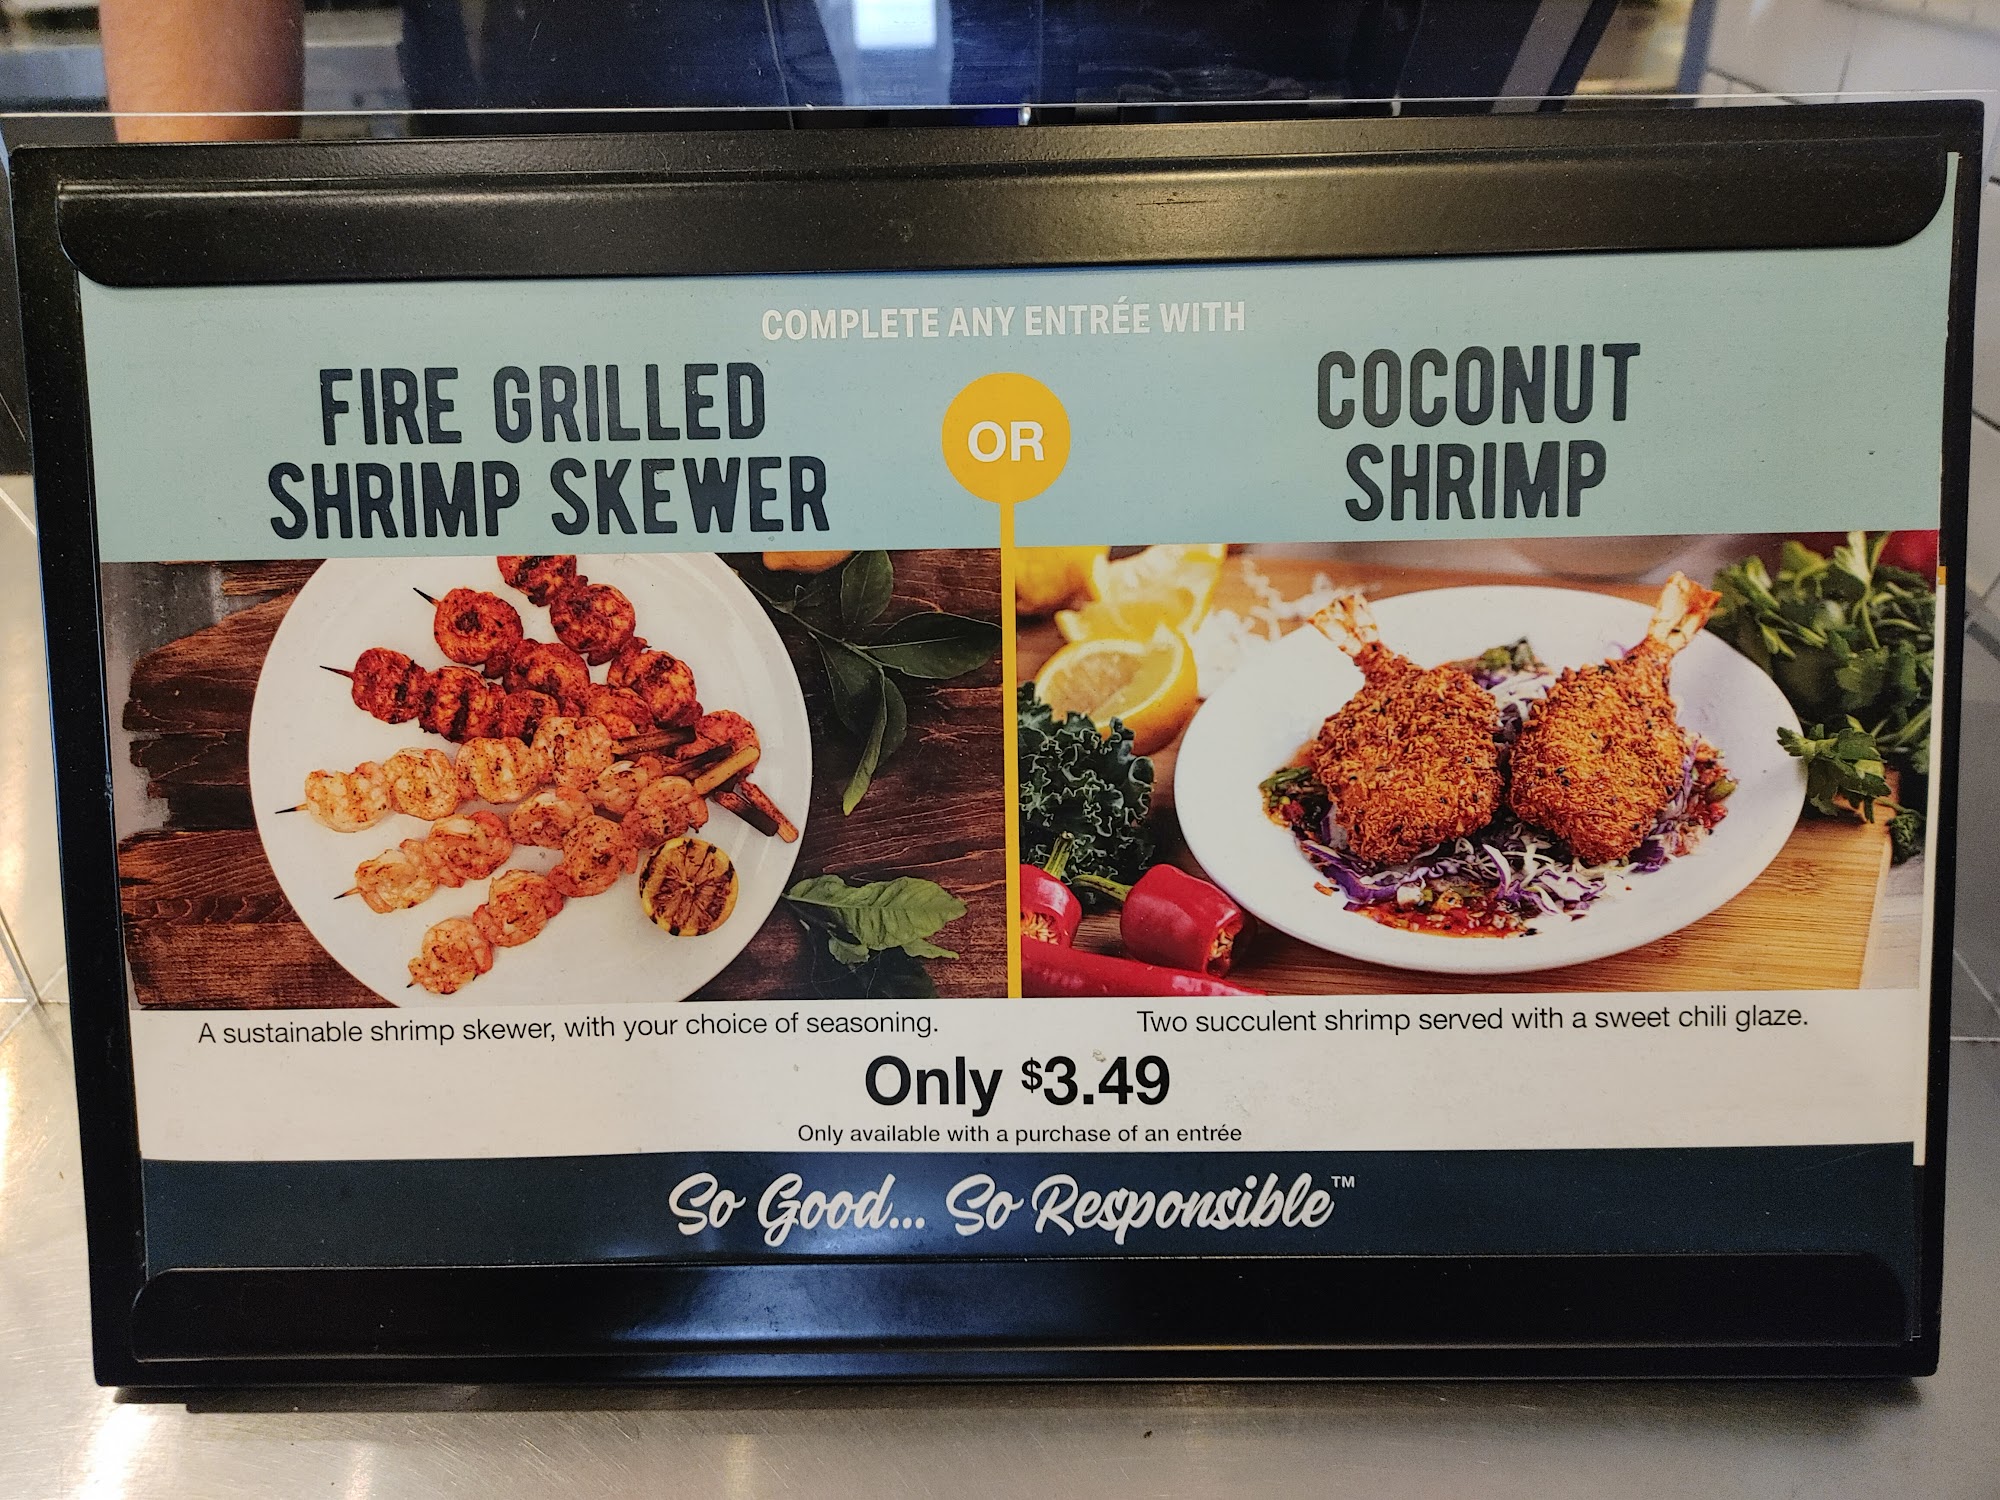 COMPLETE ANY ENTRÉE WITH
FIRE GRILLED
SHRIMP SKEWER
OR
COCONUT
SHRIMP
A sustainable shrimp skewer, with your choice of seasoning.
Two succulent shrimp served with a sweet chili glaze.
Only $3.49
Only available with a purchase of an entrée
So Good... So Responsible™